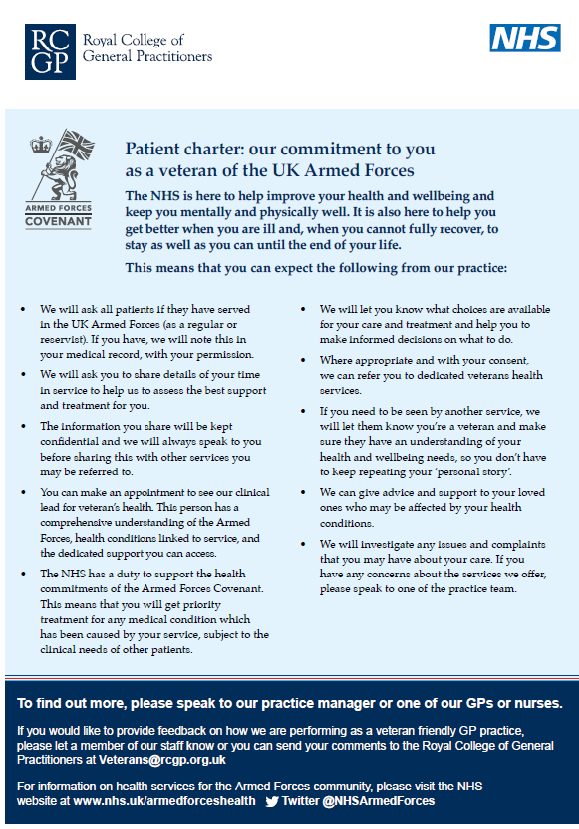 RC
GP
Royal College of
General Practitioners
NHS
ARMED FORCES
COVENANT
Patient charter: our commitment to you
as a veteran of the UK Armed Forces
The NHS is here to help improve your health and wellbeing and
keep you mentally and physically well. It is also here to help you
get better when you are ill and, when you cannot fully recover, to
stay as well as you can until the end of your life.
This means that you can expect the following from our practice:
• We will ask all patients if they have served
in the UK Armed Forces (as a regular or
reservist). If you have, we will note this in
your medical record, with your permission.
• We will ask you to share details of your time
in service to help us to assess the best support
and treatment for you.
• The information you share will be kept
confidential and we will always speak to you
before sharing this with other services you
may be referred to.
• You can make an appointment to see our clinical
lead for veteran's health. This person has a
comprehensive understanding of the Armed
Forces, health conditions linked to service, and
the dedicated support you can access.
• The NHS has a duty to support the health
commitments of the Armed Forces Covenant.
This means that you will get priority
treatment for any medical condition which
has been caused by your service, subject to the
clinical needs of other patients.
• We will let you know what choices are available
for your care and treatment and help you to
make informed decisions on what to do.
• Where appropriate and with your consent,
we can refer you to dedicated veterans health
services.
• If you need to be seen by another service, we
will let them know you're a veteran and make
sure they have an understanding of your
health and wellbeing needs, so you don't have
to keep repeating your 'personal story'.
• We can give advice and support to your loved
ones who may be affected by your health
conditions.
• We will investigate any issues and complaints
that you may have about your care. If you
have any concerns about the services we offer,
please speak to one of the practice team.
To find out more, please speak to our practice manager or one of our GPs or nurses.
If you would like to provide feedback on how we are performing as a veteran friendly GP practice,
please let a member of our staff know or you can send your comments to the Royal College of General
Practitioners at Veterans@rcgp.org.uk
For information on health services for the Armed Forces community, please visit the NHS
website at www.nhs.uk/armedforceshealth Twitter @NHSArmedForces